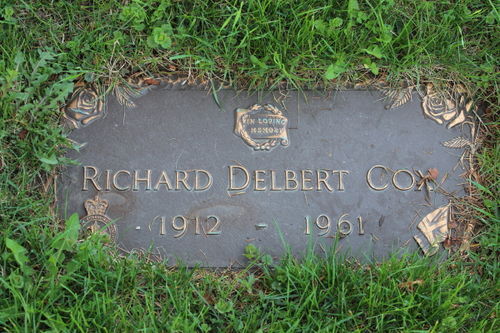 IN LOVING
MEMORY
RICHARD DELBERT COX
- 1912 - 1961